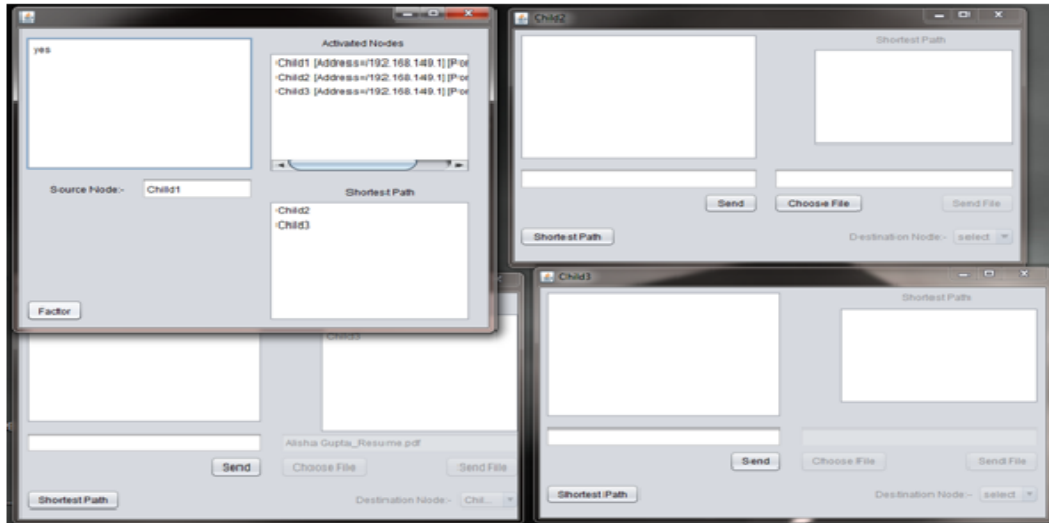 yes
Activated Nodes
Child1 [Address=/192.168.149.1] [Por
Child2 [Address=/192.168.149.1] [Por
Child3 [Address=/192.168.149.1] [Por
Source Node:-
Child1
Shortest Path
Child2
Child3
Factor
Child2
Shortest Path
Send
Choose File
Send File
Shortest Path
Destination Node:-
select
Child3
Alisha Gupta_Resume.pdf
Send
Choose File
Send File
Shortest Path
Destination Node:-
Chil...
Child3
Shortest Path
Send
Choose File
Send File
Shortest Path
Destination Node:-
select